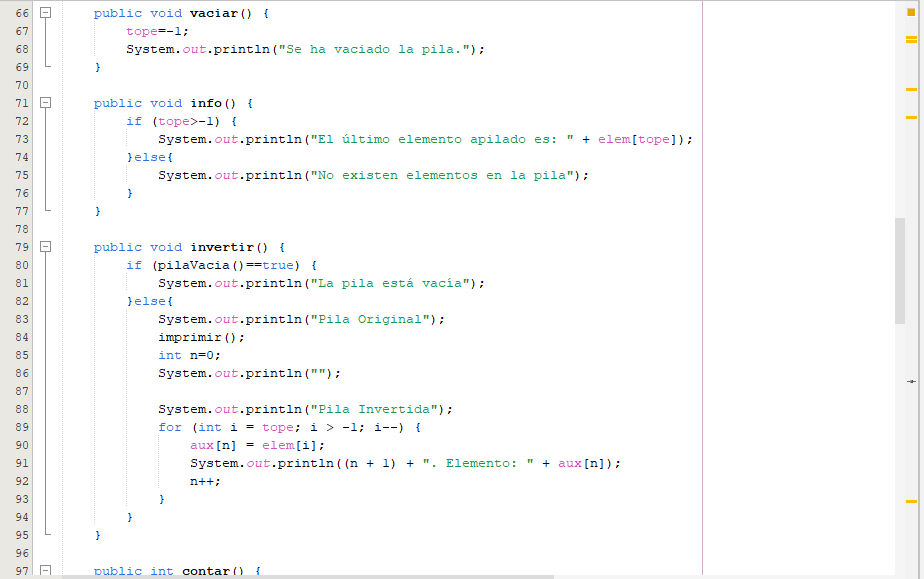 66 public void vaciar() {
67 tope=-1;
68 System.out.println("Se ha vaciado la pila.");
69 }
70
71 public void info() {
72 if (tope>-1) {
73 System.out.println("El último elemento apilado es: " + elem[tope]);
74 }else{
75 System.out.println("No existen elementos en la pila");
76 }
77 }
78
79 public void invertir() {
80 if (pilaVacia()==true) {
81 System.out.println("La pila está vacía");
82 }else{
83 System.out.println("Pila Original");
84 imprimir();
85 int n=0;
86 System.out.println("");
87
88 System.out.println("Pila Invertida");
89 for (int i = tope; i > -1; i--) {
90 aux[n] = elem[i];
91 System.out.println((n + 1) + ". Elemento: " + aux[n]);
92 n++;
93 }
94 }
95 }
96
97 public int contar() {